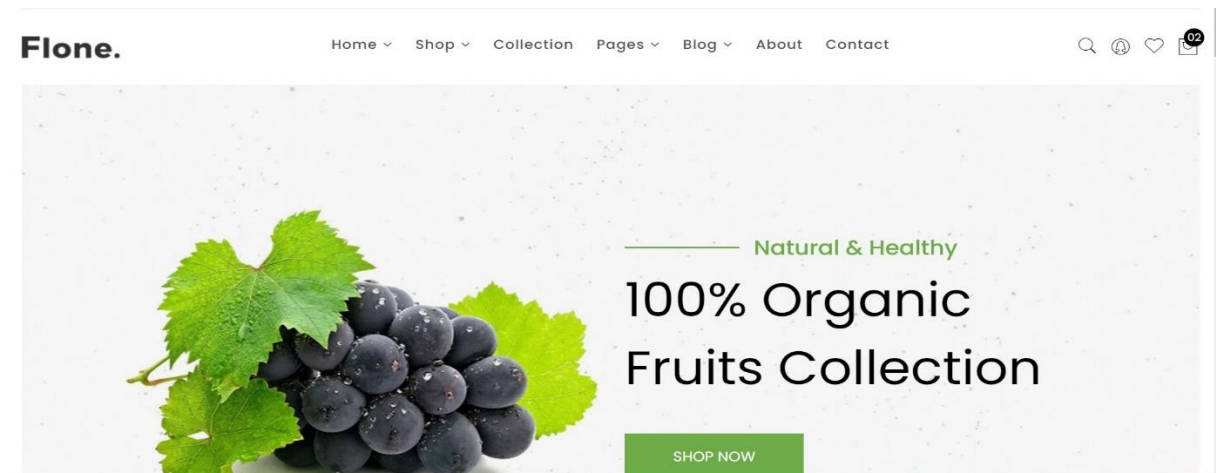 Flone.
Home Shop Collection Pages Blog About Contact
02
Natural & Healthy
100% Organic
Fruits Collection
SHOP NOW